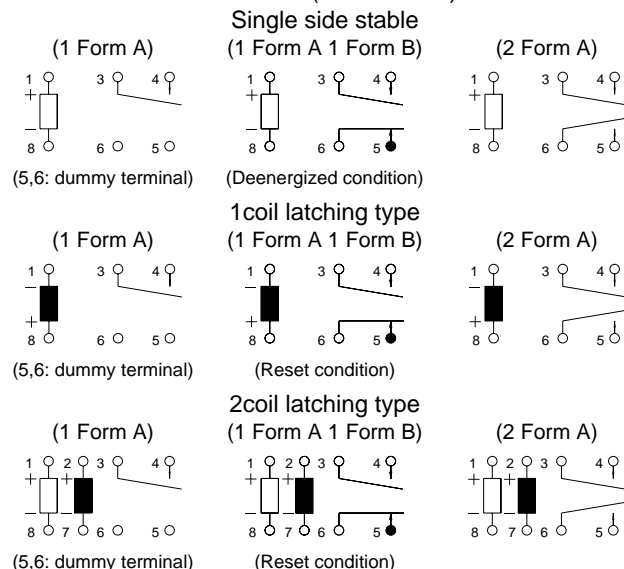 Single side stable
(1 Form A) (1 Form A 1 Form B) (2 Form A)
1 3 4 1 3 4 1 3 4
+ + +
– – –
8 6 5 8 6 5 8 6 5
(5,6: dummy terminal) (Deenergized condition)
1coil latching type
(1 Form A) (1 Form A 1 Form B) (2 Form A)
1 3 4 1 3 4 1 3 4
– – –
+ + +
8 6 5 8 6 5 8 6 5
(5,6: dummy terminal) (Reset condition)
2coil latching type
(1 Form A) (1 Form A 1 Form B) (2 Form A)
1 2 3 4 1 2 3 4 1 2 3 4
+ + + + + +
– – – – – –
8 7 6 5 8 7 6 5 8 7 6 5
(5,6: dummy terminal) (Reset condition)